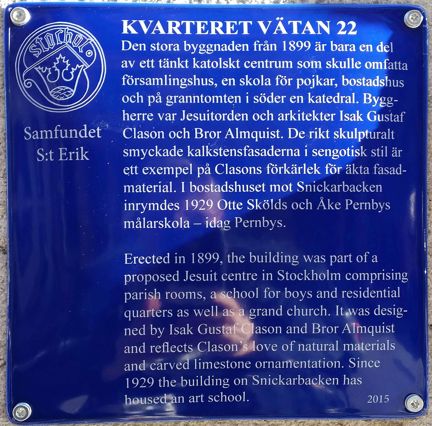 KVARTERET VÄTAN 22
Den stora byggnaden från 1899 är bara en del
av ett tänkt katolskt centrum som skulle omfatta
församlingshus, en skola för pojkar, bostadshus
och på granntomten i söder en katedral. Bygg-
herre var Jesuitorden och arkitekter Isak Gustaf
Clason och Bror Almquist. De rikt skulpturalt
smyckade kalkstensfasaderna i sengotisk stil är
ett exempel på Clasons förkärlek för äkta fasad-
material. I bostadshuset mot Snickarbacken
inrymdes 1929 Otte Skölds och Åke Pernbys
målarskola – idag Pernbys.
Erected in 1899, the building was part of a
proposed Jesuit centre in Stockholm comprising
parish rooms, a school for boys and residential
quarters as well as a grand church. It was desig-
ned by Isak Gustaf Clason and Bror Almquist
and reflects Clason's love of natural materials
and carved limestone ornamentation. Since
1929 the building on Snickarbacken has
housed an art school.
2015
Samfundet
S:t Erik